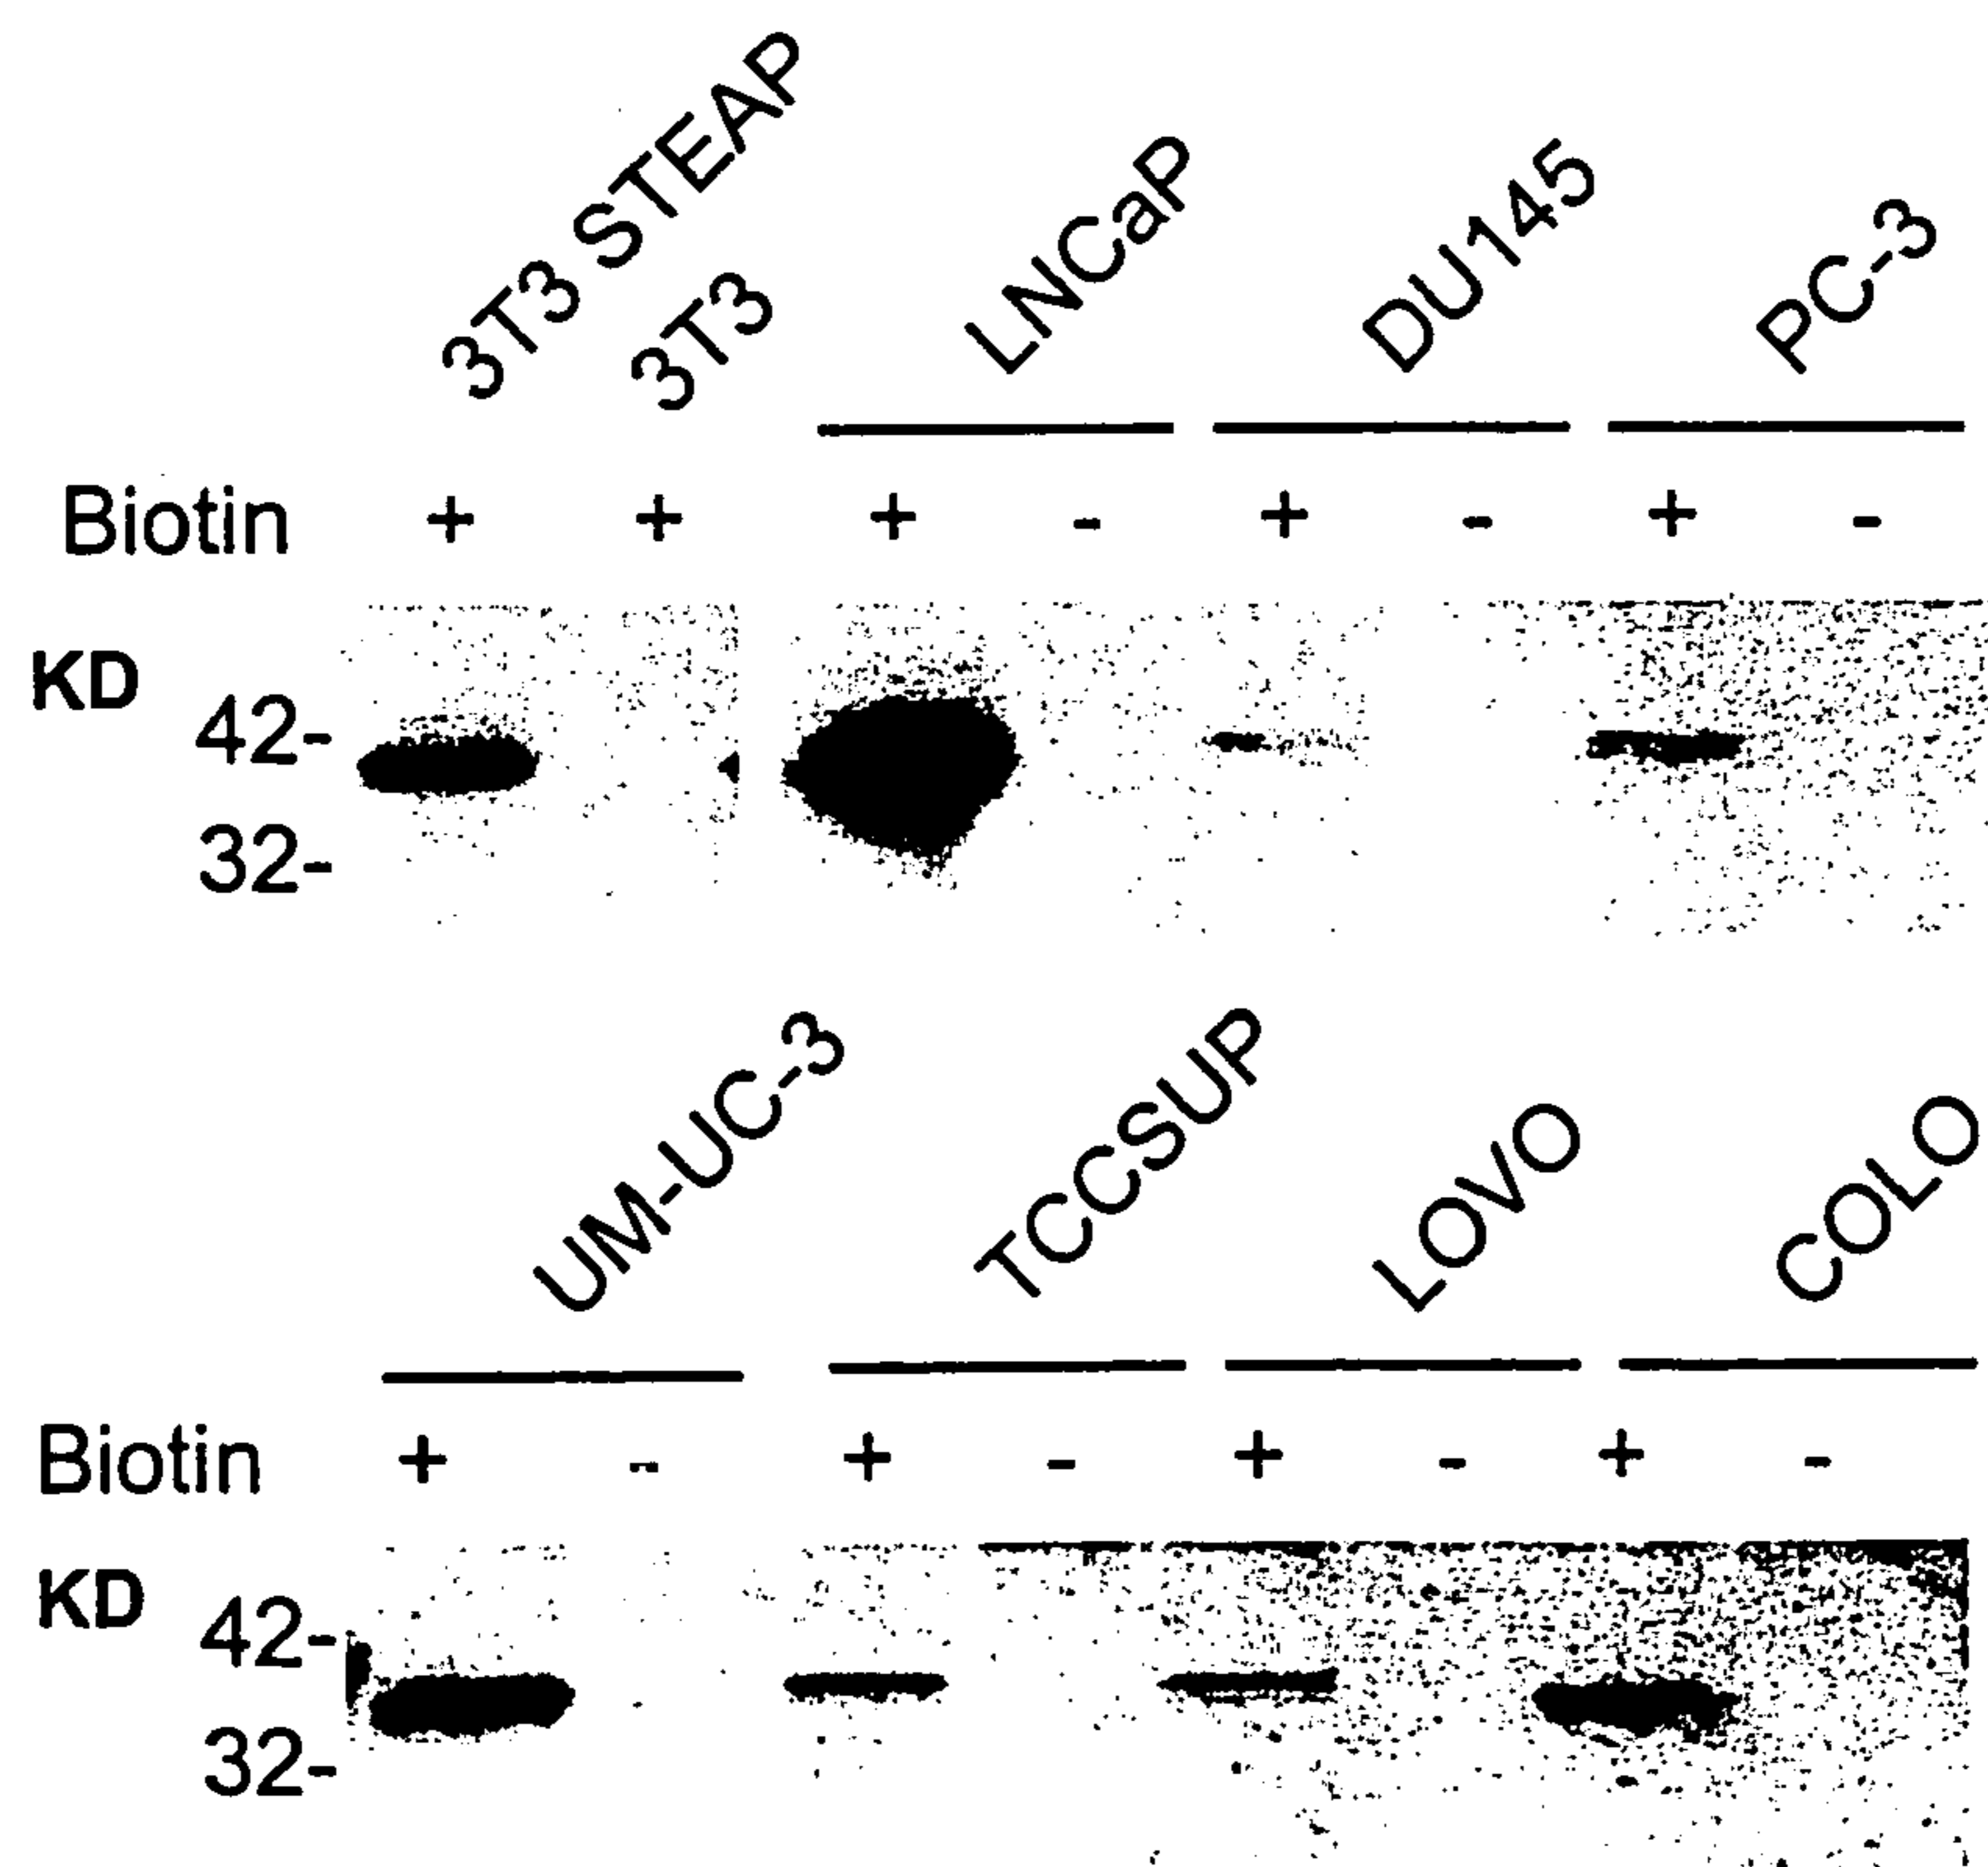 3T3 STEAP
3T3
LNCaP
DU145
PC-3
Biotin + + + - + - + -
KD
42-
32-
UM-UC-3
TCCSUP
LOVO
COLO
Biotin + - + - + - + -
KD
42-
32-